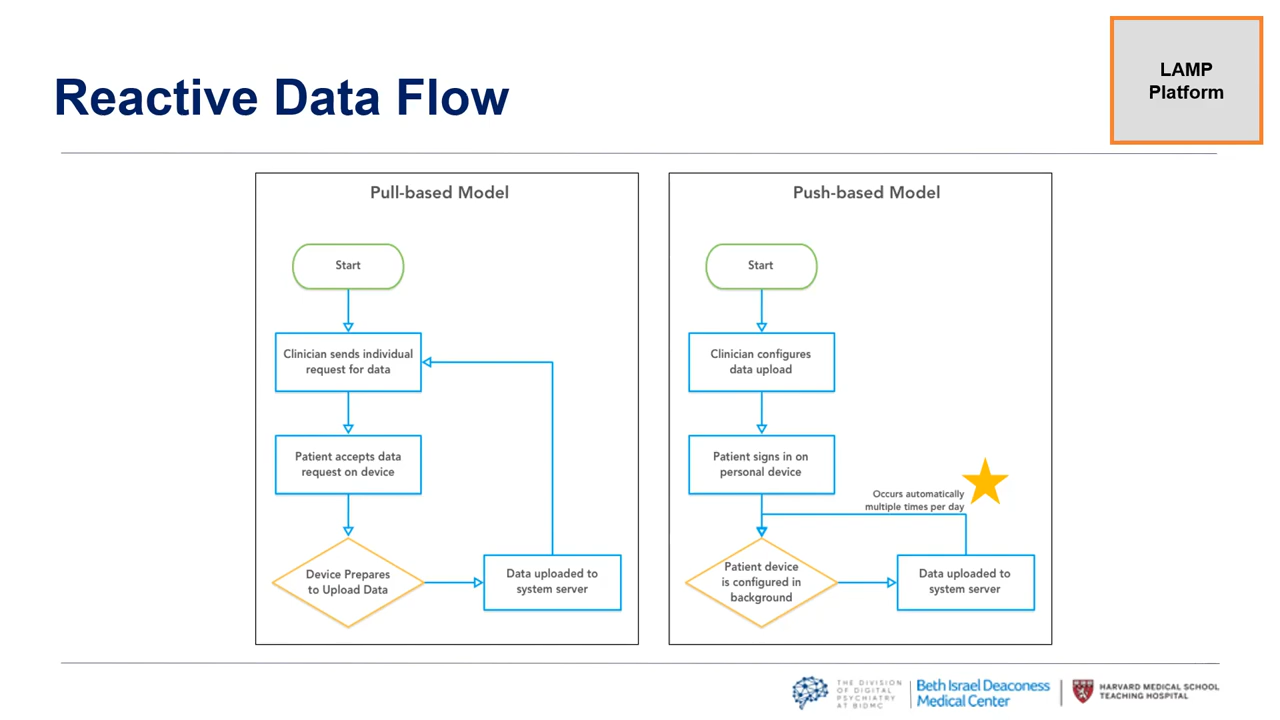 LAMP
Platform
Reactive Data Flow
Pull-based Model
Start
Clinician sends individual
request for data
Patient accepts data
request on device
Device Prepares
to Upload Data
Data uploaded to
system server
Push-based Model
Start
Clinician configures
data upload
Patient signs in on
personal device
Occurs automatically
multiple times per day
Patient device
is configured in
background
Data uploaded to
system server
THE DIVISION
OF DIGITAL
PSYCHIATRY
AT BIDMC
Beth Israel Deaconess
Medical Center
HARVARD MEDICAL SCHOOL
TEACHING HOSPITAL